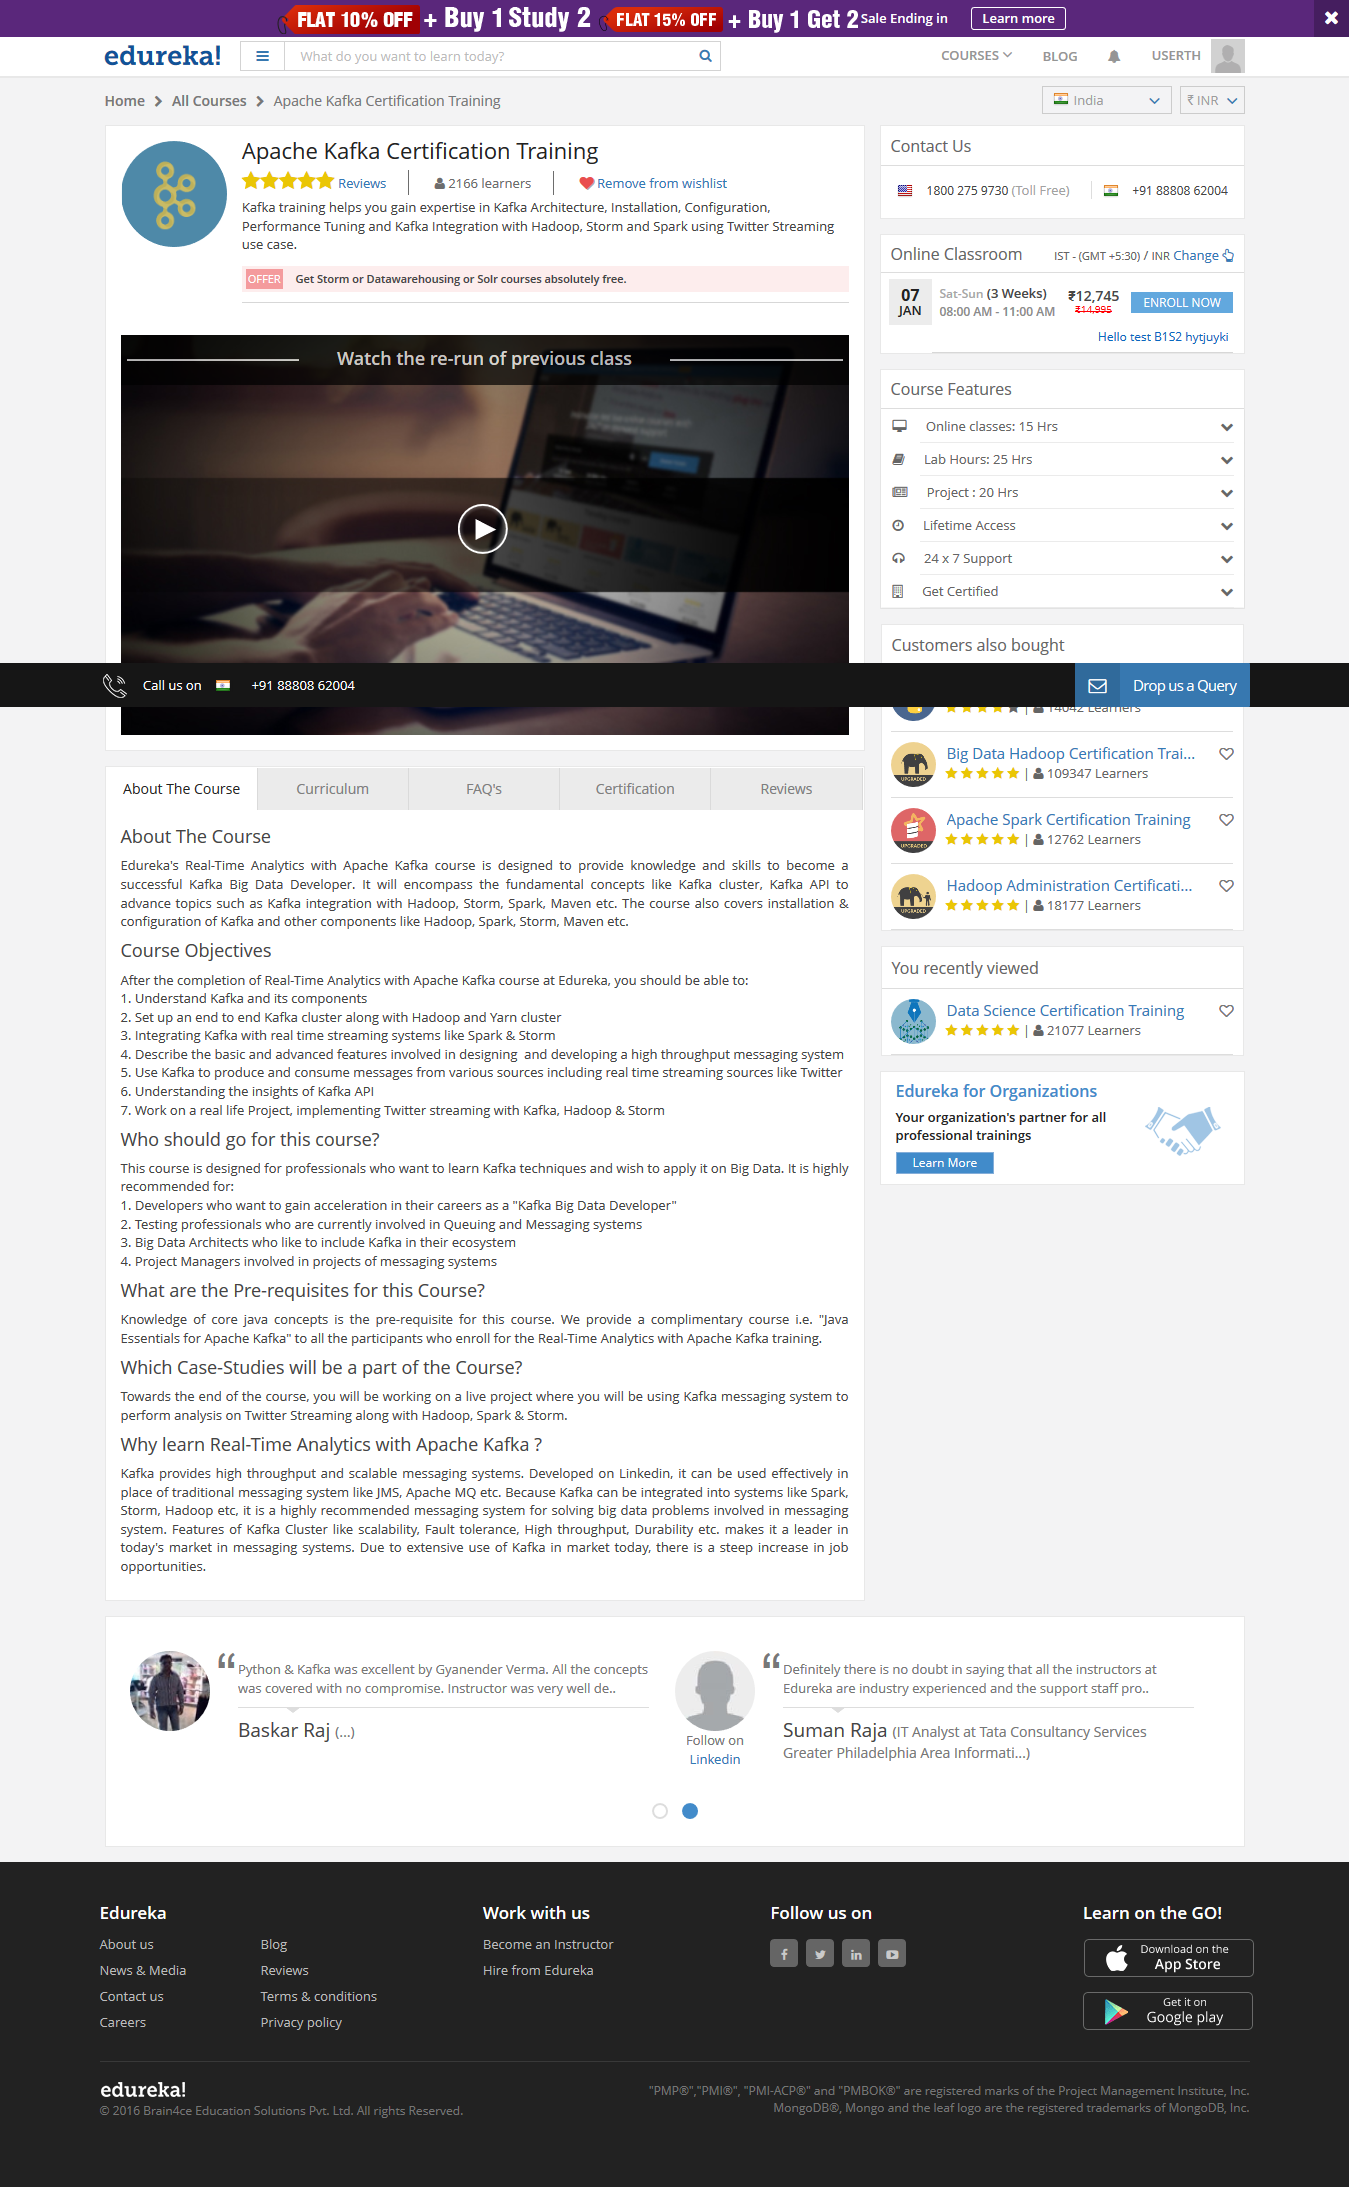 FLAT 10% OFF + Buy 1 Study 2 FLAT 15% OFF + Buy 1 Get 2 Sale Ending in Learn more
edureka! What do you want to learn today? COURSES BLOG USERTH
Home All Courses Apache Kafka Certification Training India ₹ INR
Apache Kafka Certification Training
Reviews 2166 learners Remove from wishlist
Kafka training helps you gain expertise in Kafka Architecture, Installation, Configuration,
Performance Tuning and Kafka Integration with Hadoop, Storm and Spark using Twitter Streaming
use case.
OFFER Get Storm or Datawarehousing or Solr courses absolutely free.
Watch the re-run of previous class
Contact Us
1800 275 9730 (Toll Free) +91 88808 62004
Online Classroom IST - (GMT +5:30) / INR Change
07 JAN
Sat-Sun (3 Weeks) ₹12,745 ENROLL NOW
08:00 AM - 11:00 AM ₹14,995
Hello test B1S2 hytjuyki
Course Features
Online classes: 15 Hrs
Lab Hours: 25 Hrs
Project : 20 Hrs
Lifetime Access
24 x 7 Support
Get Certified
Customers also bought
Call us on +91 88808 62004 Drop us a Query
| 14042 Learners
Big Data Hadoop Certification Trai...
UPGRADED | 109347 Learners
Apache Spark Certification Training
UPGRADED | 12762 Learners
Hadoop Administration Certificati...
UPGRADED | 18177 Learners
You recently viewed
Data Science Certification Training
| 21077 Learners
Edureka for Organizations
Your organization's partner for all
professional trainings
Learn More
About The Course Curriculum FAQ's Certification Reviews
About The Course
Edureka's Real-Time Analytics with Apache Kafka course is designed to provide knowledge and skills to become a
successful Kafka Big Data Developer. It will encompass the fundamental concepts like Kafka cluster, Kafka API to
advance topics such as Kafka integration with Hadoop, Storm, Spark, Maven etc. The course also covers installation &
configuration of Kafka and other components like Hadoop, Spark, Storm, Maven etc.
Course Objectives
After the completion of Real-Time Analytics with Apache Kafka course at Edureka, you should be able to:
1. Understand Kafka and its components
2. Set up an end to end Kafka cluster along with Hadoop and Yarn cluster
3. Integrating Kafka with real time streaming systems like Spark & Storm
4. Describe the basic and advanced features involved in designing and developing a high throughput messaging system
5. Use Kafka to produce and consume messages from various sources including real time streaming sources like Twitter
6. Understanding the insights of Kafka API
7. Work on a real life Project, implementing Twitter streaming with Kafka, Hadoop & Storm
Who should go for this course?
This course is designed for professionals who want to learn Kafka techniques and wish to apply it on Big Data. It is highly
recommended for:
1. Developers who want to gain acceleration in their careers as a "Kafka Big Data Developer"
2. Testing professionals who are currently involved in Queuing and Messaging systems
3. Big Data Architects who like to include Kafka in their ecosystem
4. Project Managers involved in projects of messaging systems
What are the Pre-requisites for this Course?
Knowledge of core java concepts is the pre-requisite for this course. We provide a complimentary course i.e. "Java
Essentials for Apache Kafka" to all the participants who enroll for the Real-Time Analytics with Apache Kafka training.
Which Case-Studies will be a part of the Course?
Towards the end of the course, you will be working on a live project where you will be using Kafka messaging system to
perform analysis on Twitter Streaming along with Hadoop, Spark & Storm.
Why learn Real-Time Analytics with Apache Kafka ?
Kafka provides high throughput and scalable messaging systems. Developed on Linkedin, it can be used effectively in
place of traditional messaging system like JMS, Apache MQ etc. Because Kafka can be integrated into systems like Spark,
Storm, Hadoop etc, it is a highly recommended messaging system for solving big data problems involved in messaging
system. Features of Kafka Cluster like scalability, Fault tolerance, High throughput, Durability etc. makes it a leader in
today's market in messaging systems. Due to extensive use of Kafka in market today, there is a steep increase in job
opportunities.
“ Python & Kafka was excellent by Gyanender Verma. All the concepts
was covered with no compromise. Instructor was very well de..
Baskar Raj (...)
“ Definitely there is no doubt in saying that all the instructors at
Edureka are industry experienced and the support staff pro..
Suman Raja (IT Analyst at Tata Consultancy Services
Greater Philadelphia Area Informati...)
Follow on
Linkedin
Edureka Work with us Follow us on Learn on the GO!
About us Blog Become an Instructor
News & Media Reviews Hire from Edureka
Contact us Terms & conditions
Careers Privacy policy
Download on the
App Store
Get it on
Google play
edureka!
© 2016 Brain4ce Education Solutions Pvt. Ltd. All rights Reserved.
"PMP®","PMI®", "PMI-ACP®" and "PMBOK®" are registered marks of the Project Management Institute, Inc.
MongoDB®, Mongo and the leaf logo are the registered trademarks of MongoDB, Inc.